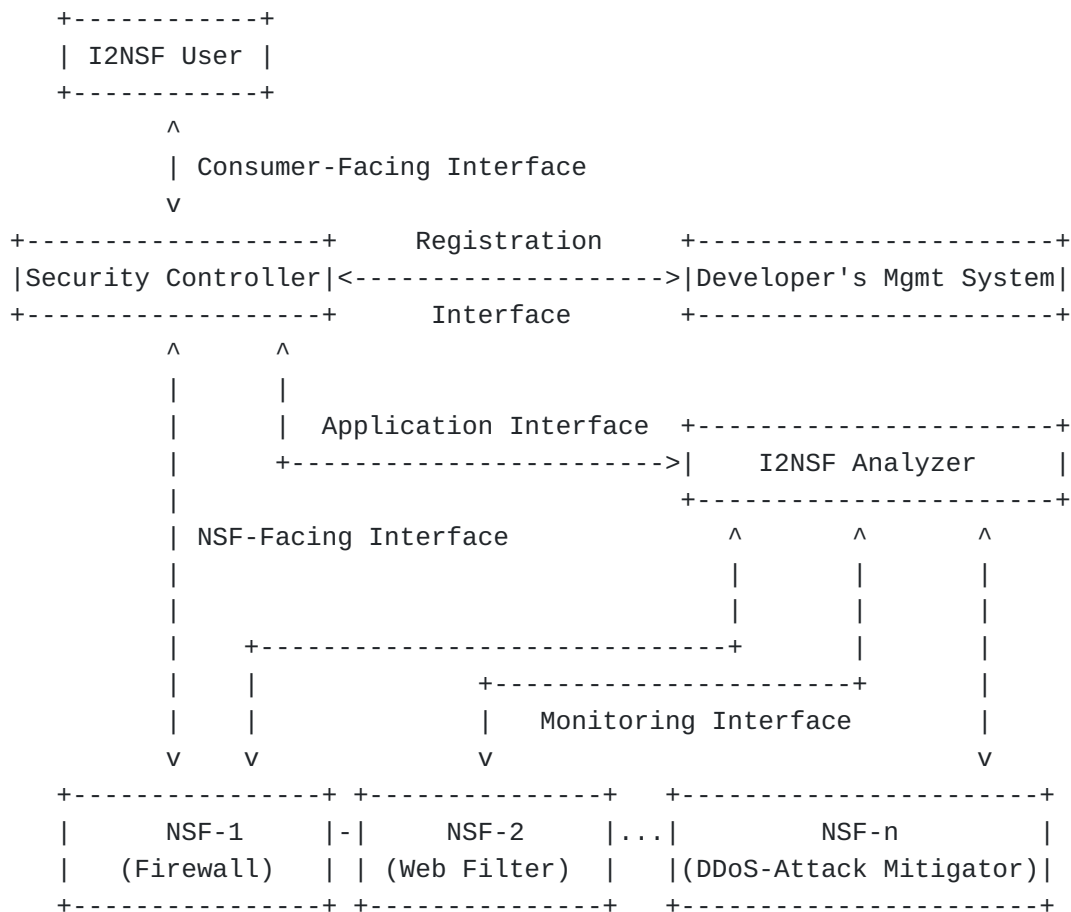 I2NSF User
Consumer-Facing Interface
Registration
Security Controller Developer's Mgmt System
Interface
Application Interface
I2NSF Analyzer
NSF-Facing Interface
Monitoring Interface
NSF-1 NSF-2 ... NSF-n
(Firewall) (Web Filter) (DDoS-Attack Mitigator)